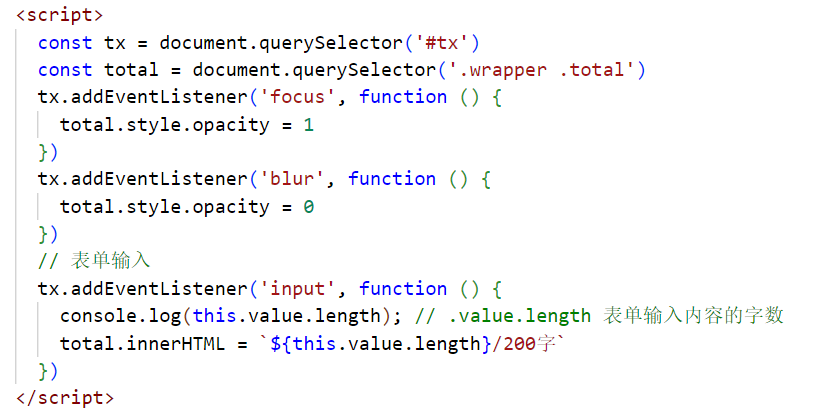 <script>
const tx = document.querySelector('#tx')
const total = document.querySelector('.wrapper .total')
tx.addEventListener('focus', function () {
total.style.opacity = 1
})
tx.addEventListener('blur', function () {
total.style.opacity = 0
})
// 表单输入
tx.addEventListener('input', function () {
console.log(this.value.length); // .value.length 表单输入内容的字数
total.innerHTML = `${this.value.length}/200字`
})
</script>